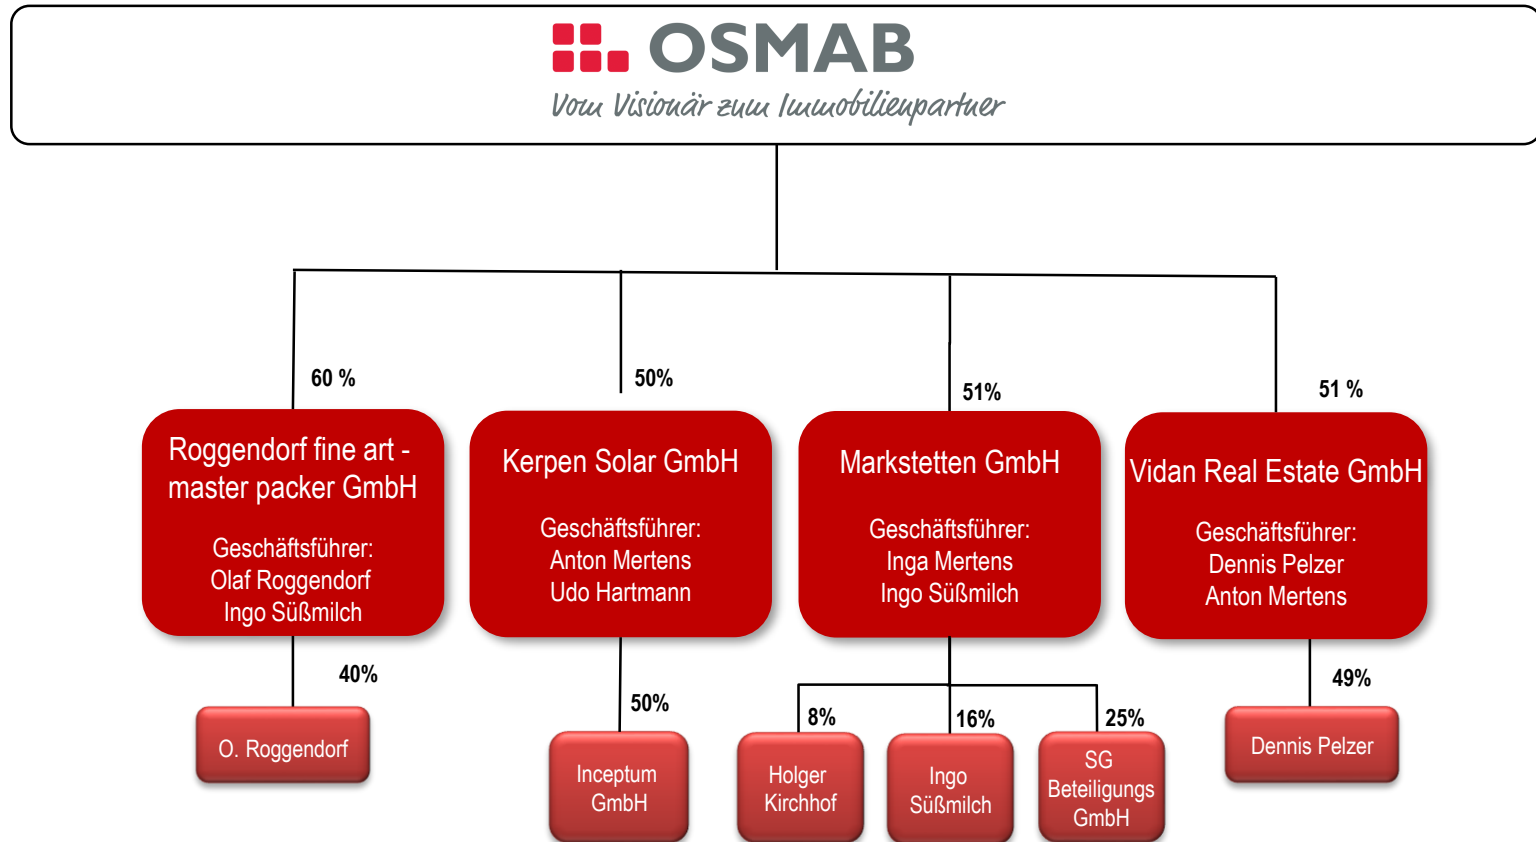 OSMAB
Vom Visionär zum Immobilienpartner
60 %
50%
51%
51 %
Roggendorf fine art -
master packer GmbH
Geschäftsführer:
Olaf Roggendorf
Ingo Süßmilch
Kerpen Solar GmbH
Geschäftsführer:
Anton Mertens
Udo Hartmann
Markstetten GmbH
Geschäftsführer:
Inga Mertens
Ingo Süßmilch
Vidan Real Estate GmbH
Geschäftsführer:
Dennis Pelzer
Anton Mertens
40%
50%
8%
16%
25%
49%
O. Roggendorf
Inceptum
GmbH
Holger
Kirchhof
Ingo
Süßmilch
SG
Beteiligungs
GmbH
Dennis Pelzer